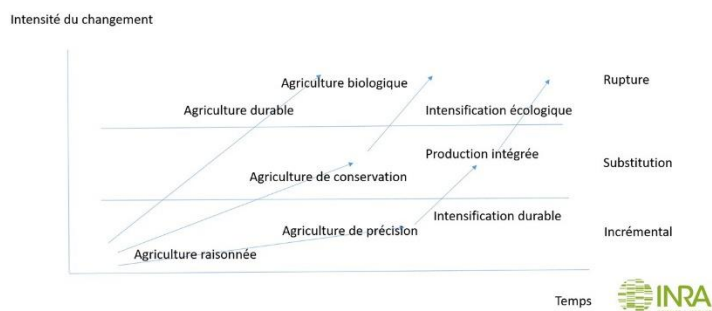 Intensité du changement
Agriculture biologique
Rupture
Agriculture durable
Intensification écologique
Production intégrée
Substitution
Agriculture de conservation
Intensification durable
Agriculture de précision
Incrémental
Agriculture raisonnée
Temps
INRA